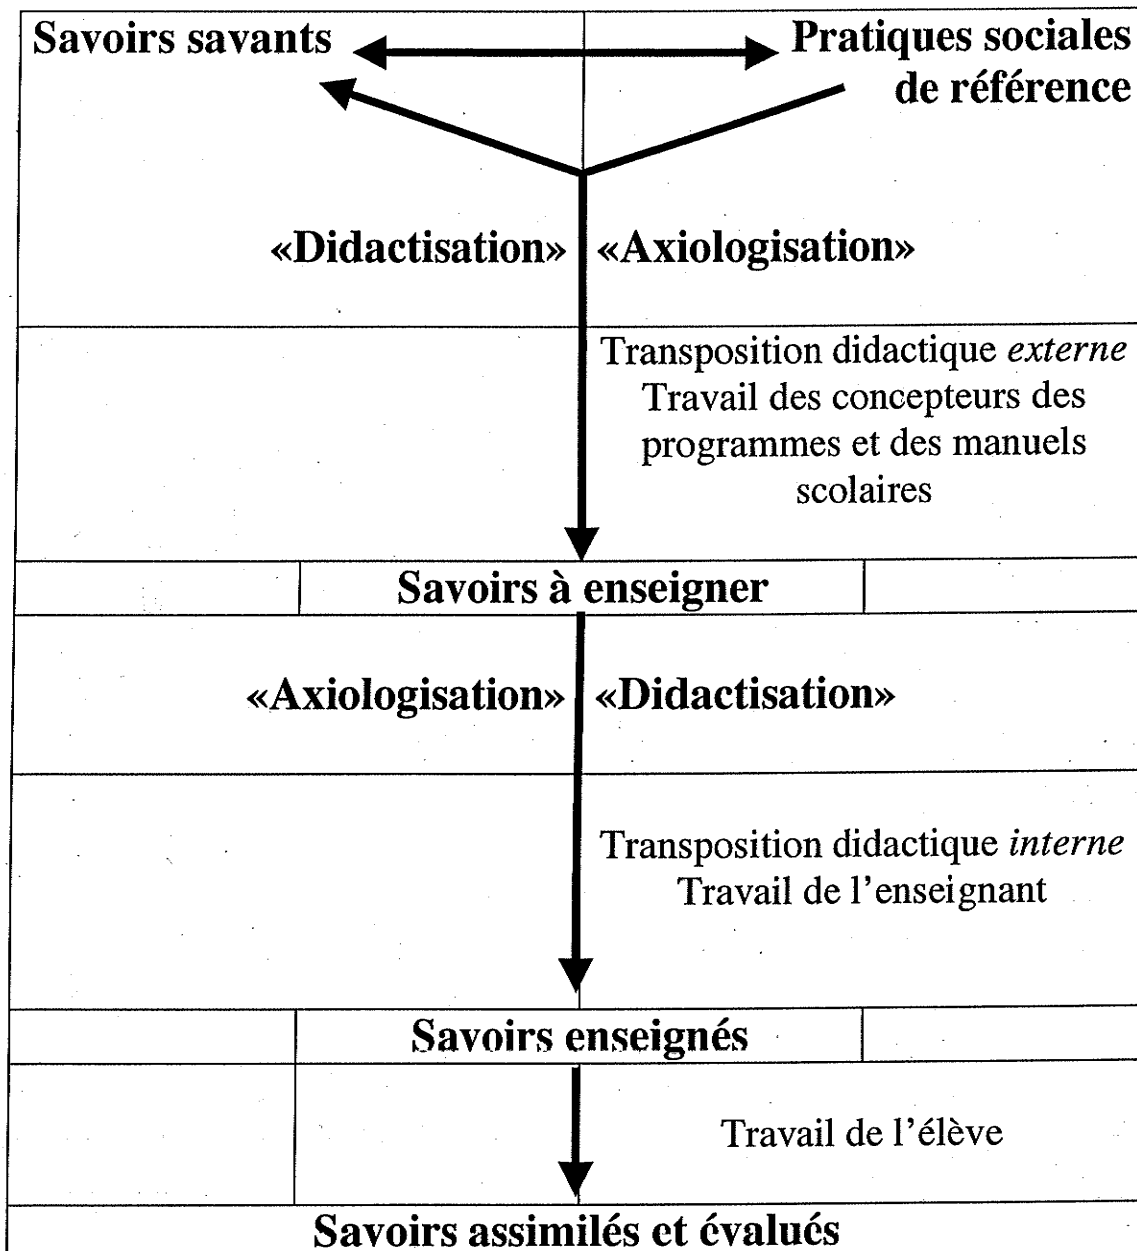 Savoirs savants
Pratiques sociales
de référence
«Didactisation»
«Axiologisation»
Transposition didactique externe
Travail des concepteurs des
programmes et des manuels
scolaires
Savoirs à enseigner
«Axiologisation»
«Didactisation»
Transposition didactique interne
Travail de l’enseignant
Savoirs enseignés
Travail de l’élève
Savoirs assimilés et évalués